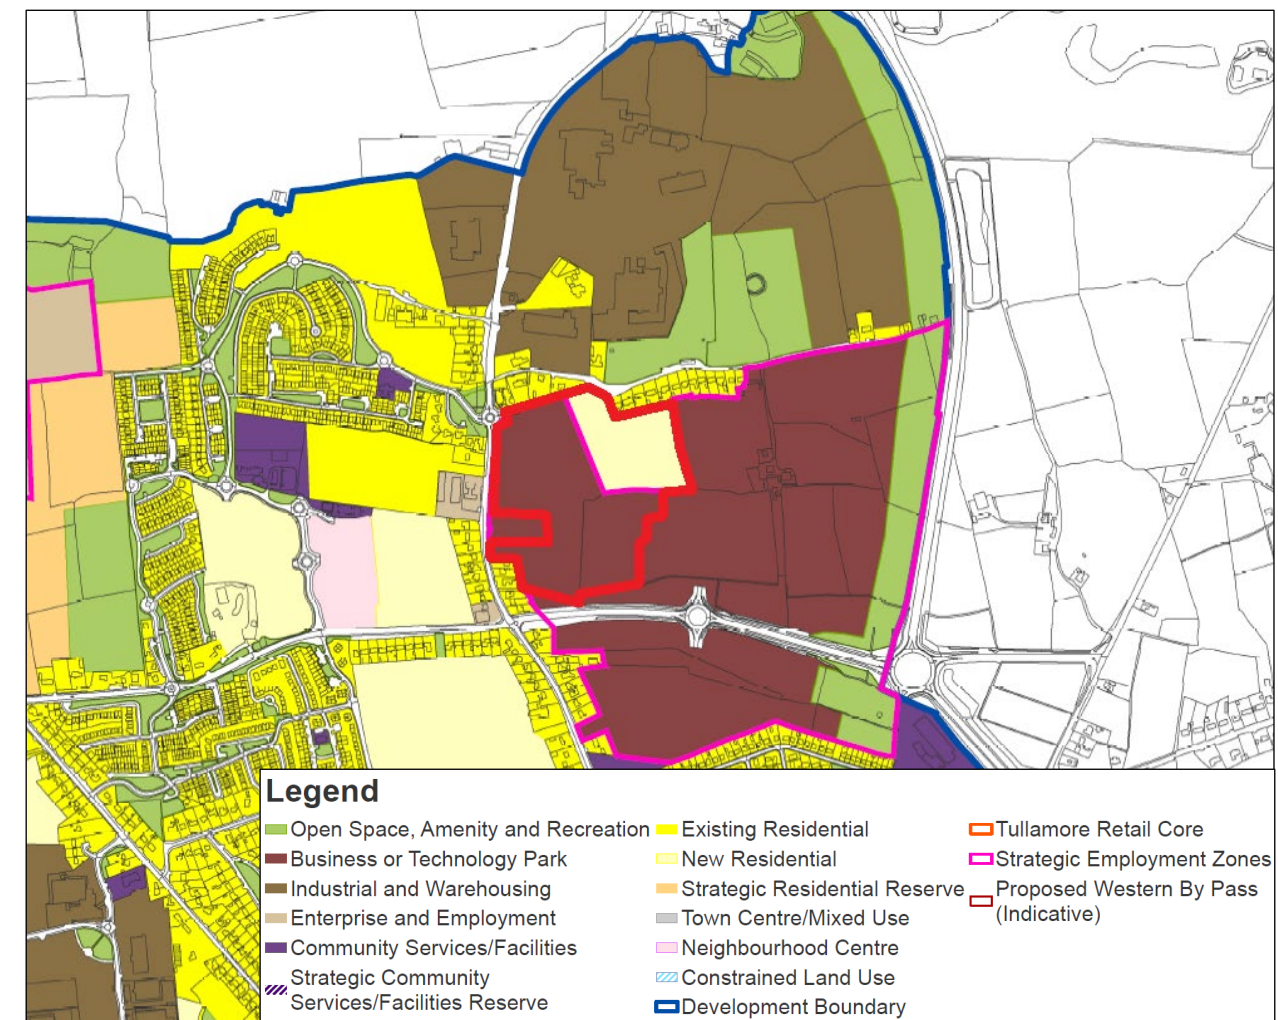 Legend
Open Space, Amenity and Recreation
Business or Technology Park
Industrial and Warehousing
Enterprise and Employment
Community Services/Facilities
Strategic Community
Services/Facilities Reserve
Existing Residential
New Residential
Strategic Residential Reserve
Town Centre/Mixed Use
Neighbourhood Centre
Constrained Land Use
Development Boundary
Tullamore Retail Core
Strategic Employment Zones
Proposed Western By Pass
(Indicative)